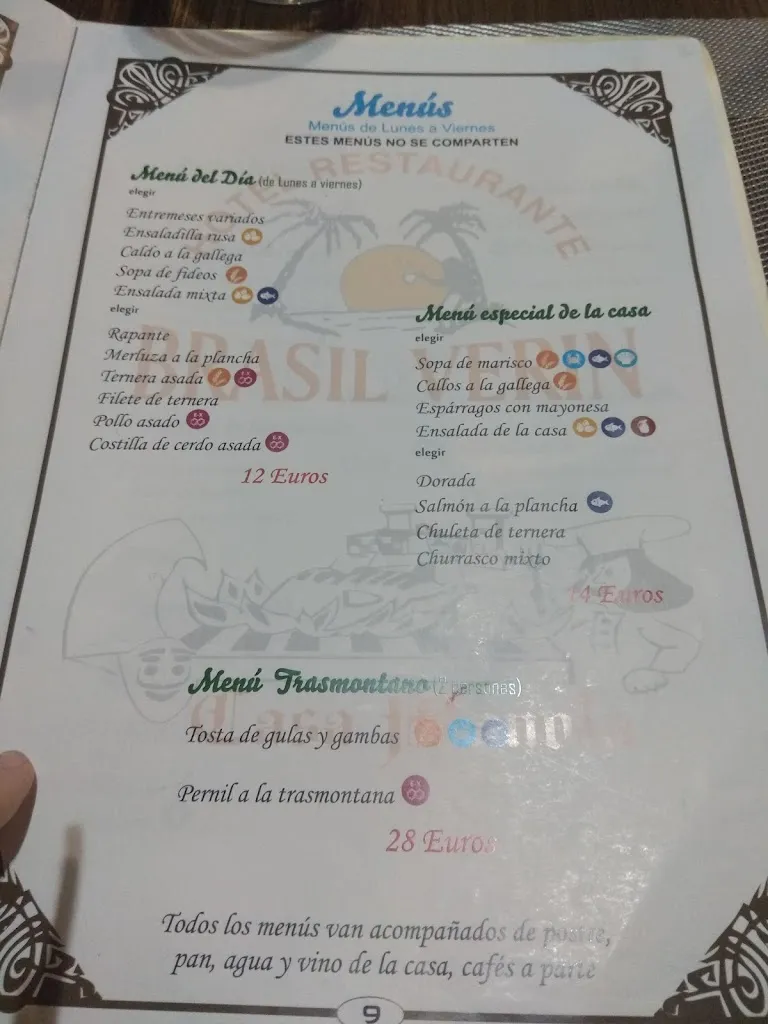 Menús
Menús de Lunes a Viernes
ESTES MENÚS NO SE COMPARTEN
HOTEL RESTAURANTE
BRASIL VERIN
Menú del Día (de Lunes a viernes)
elegir
Entremeses variados
Ensaladilla rusa
Caldo a la gallega
Sopa de fideos
Ensalada mixta
elegir
Rapante
Merluza a la plancha
Ternera asada
Filete de ternera
Pollo asado
Costilla de cerdo asada
12 Euros
Menú especial de la casa
elegir
Sopa de marisco
Callos a la gallega
Espárragos con mayonesa
Ensalada de la casa
elegir
Dorada
Salmón a la plancha
Chuleta de ternera
Churrasco mixto
14 Euros
Menú Trasmontano (2 personas)
Tosta de gulas y gambas
Pernil a la trasmontana
28 Euros
Todos los menús van acompañados de postre,
pan, agua y vino de la casa, cafés a parte
9